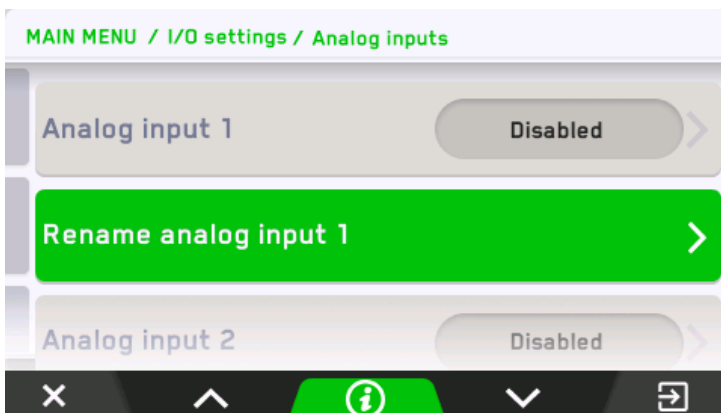 MAIN MENU / I/O settings / Analog inputs
Analog input 1 Disabled
Rename analog input 1
Analog input 2 Disabled